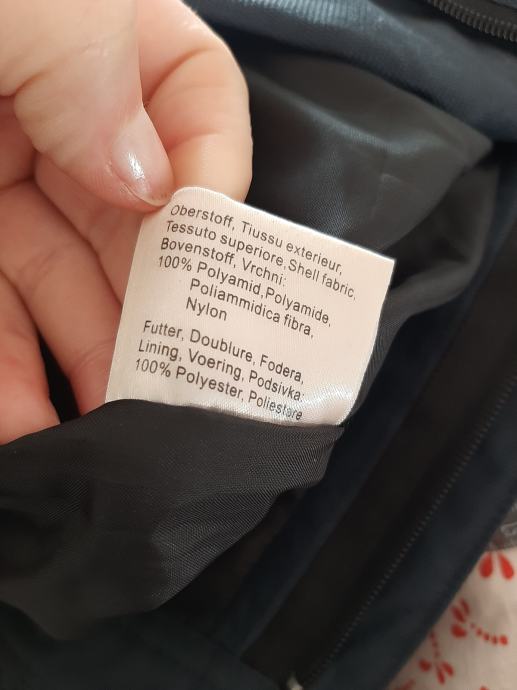 Oberstoff, Tiussu exterieur,
Tessuto superiore,Shell fabric,
Bovenstoff, Vrchni:
100% Polyamid,Polyamide,
Poliammidica fibra,
Nylon
Futter, Doublure, Fodera,
Lining, Voering, Podsivka:
100% Polyester, Poliestare